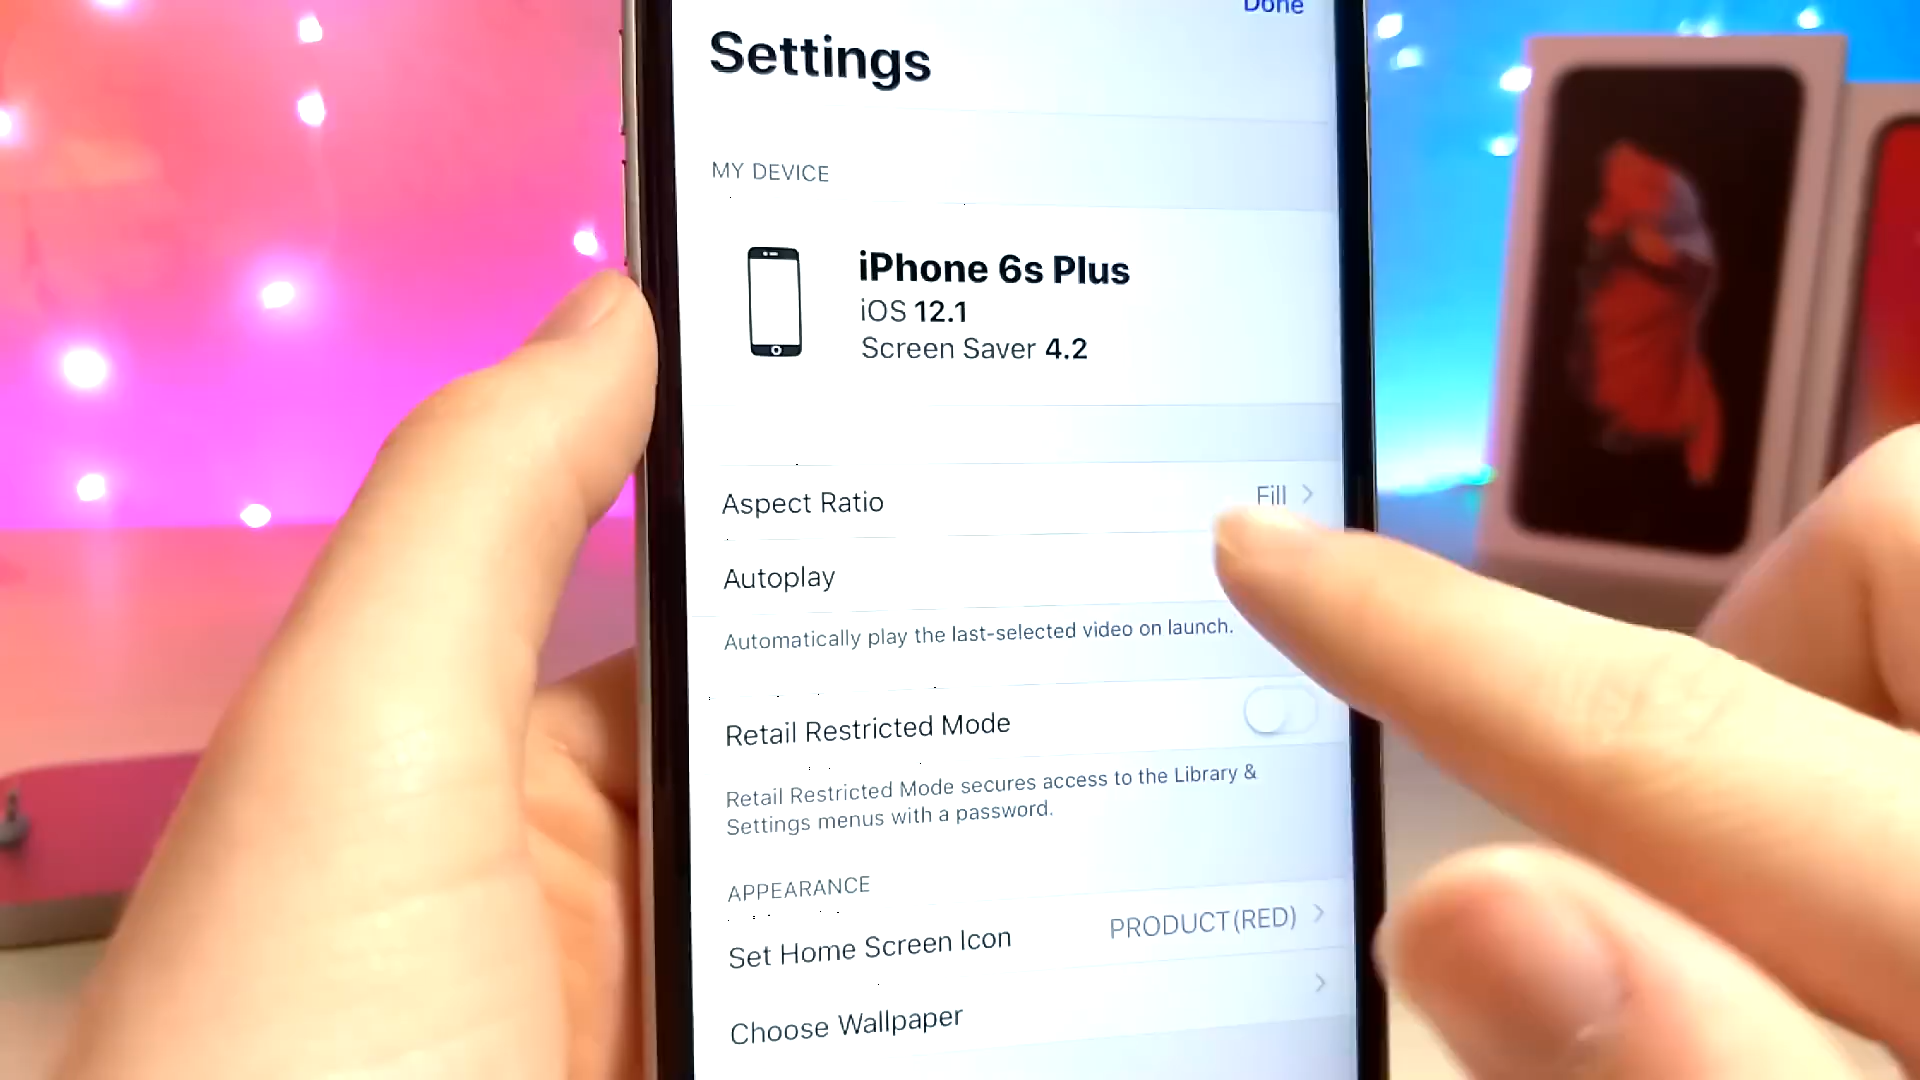 Done
Settings
MY DEVICE
iPhone 6s Plus
iOS 12.1
Screen Saver 4.2
Aspect Ratio Fill
Autoplay
Automatically play the last-selected video on launch.
Retail Restricted Mode
Retail Restricted Mode secures access to the Library &
Settings menus with a password.
APPEARANCE
Set Home Screen Icon PRODUCT(RED)
Choose Wallpaper